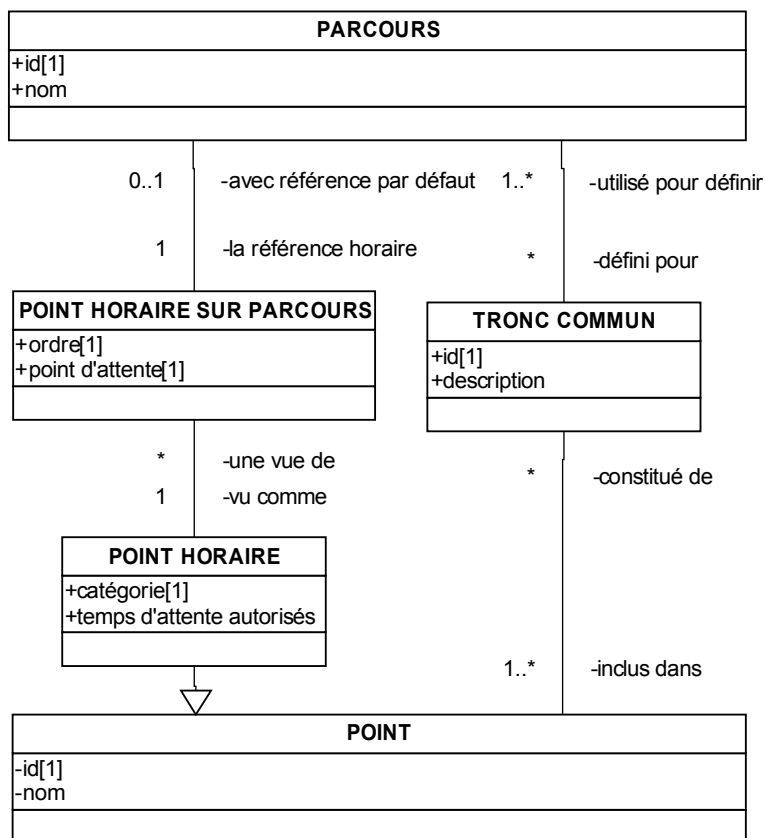 PARCOURS
+id[1]
+nom
0..1 -avec référence par défaut
1..* -utilisé pour définir
1 -la référence horaire
* -défini pour
POINT HORAIRE SUR PARCOURS
+ordre[1]
+point d'attente[1]
TRONC COMMUN
+id[1]
+description
* -une vue de
1 -vu comme
* -constitué de
POINT HORAIRE
+catégorie[1]
+temps d'attente autorisés
1..* -inclus dans
POINT
-id[1]
-nom